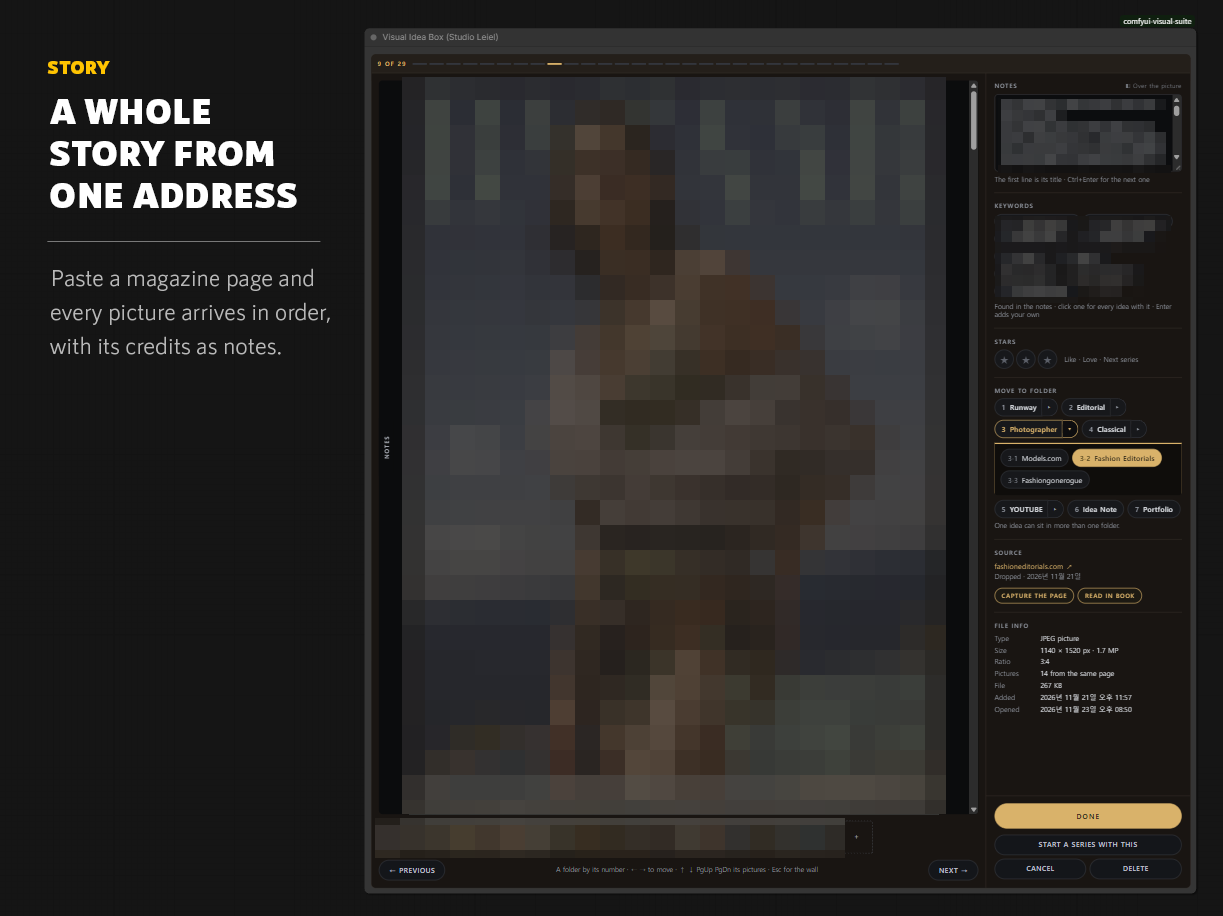 comfyui-visual-suite
STORY
A WHOLE
STORY FROM
ONE ADDRESS
Paste a magazine page and
every picture arrives in order,
with its credits as notes.
Visual Idea Box (Studio Leiel)
9 OF 29
NOTES
NOTES
Over the picture
The first line is its title · Ctrl+Enter for the next one
KEYWORDS
Found in the notes · click one for every idea with it · Enter
adds your own
STARS
★ ★ ★ Like · Love · Next series
MOVE TO FOLDER
1 Runway
2 Editorial
3 Photographer
4 Classical
3·1 Models.com
3·2 Fashion Editorials
3·3 Fashiongonerogue
5 YOUTUBE
6 Idea Note
7 Portfolio
One idea can sit in more than one folder.
SOURCE
fashioneditorials.com ↗
Dropped · 2026년 11월 21일
CAPTURE THE PAGE
READ IN BOOK
FILE INFO
Type JPEG picture
Size 1140 × 1520 px · 1.7 MP
Ratio 3:4
Pictures 14 from the same page
File 267 KB
Added 2026년 11월 21일 오후 11:57
Opened 2026년 11월 23일 오후 08:50
DONE
START A SERIES WITH THIS
CANCEL
DELETE
+
← PREVIOUS
A folder by its number · ← → to move · ↑ ↓ PgUp PgDn its pictures · Esc for the wall
NEXT →